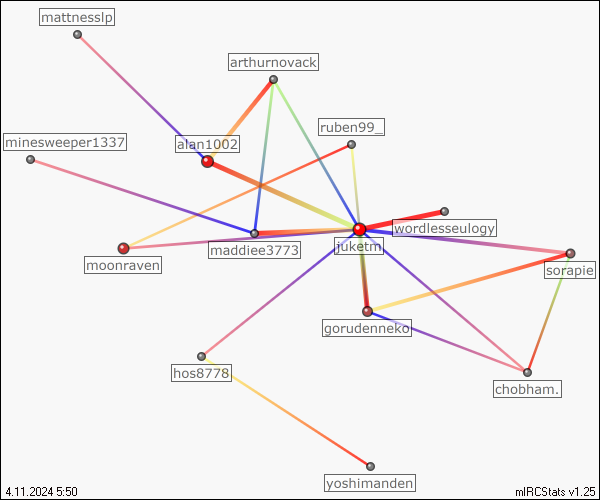 mattnesslp
arthurnovack
ruben99_
minesweeper1337
alan1002
wordlesseulogy
juketm
maddiee3773
moonraven
sorapie
gorudenneko
hos8778
chobham.
yoshimanden
4.11.2024 5:50
mIRCStats v1.25